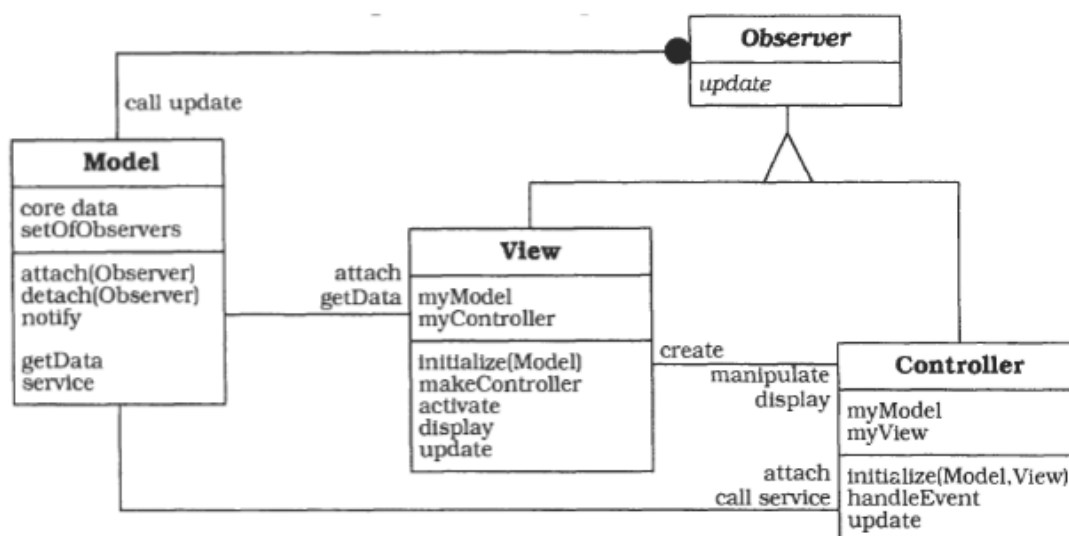 Observer
update
call update
Model
core data
setOfObservers
attach(Observer)
detach(Observer)
notify
getData
service
View
myModel
myController
initialize(Model)
makeController
activate
display
update
attach
getData
create
manipulate
display
Controller
myModel
myView
initialize(Model,View)
handleEvent
update
attach
call service